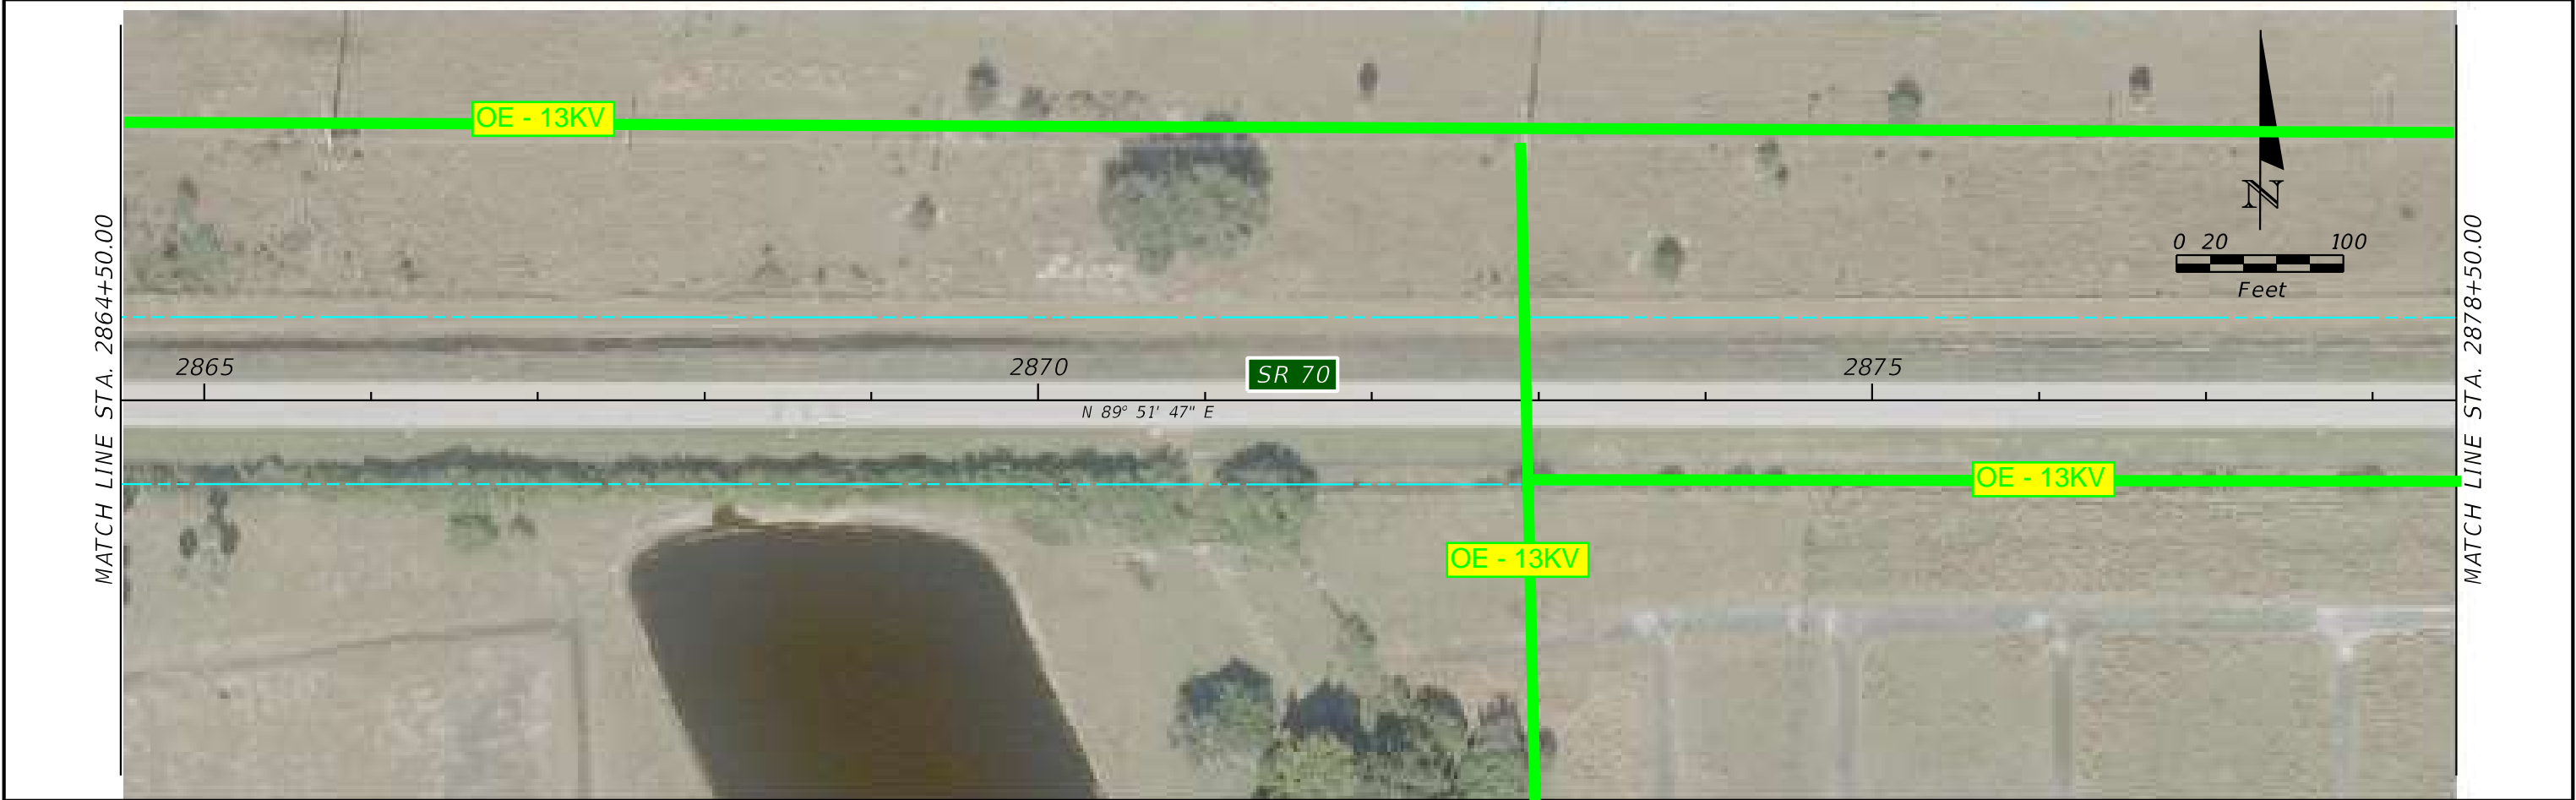 OE - 13KV
N
0 20 100
Feet
MATCH LINE STA. 2864+50.00
MATCH LINE STA. 2878+50.00
2865
2870
SR 70
2875
N 89° 51' 47" E
OE - 13KV
OE - 13KV